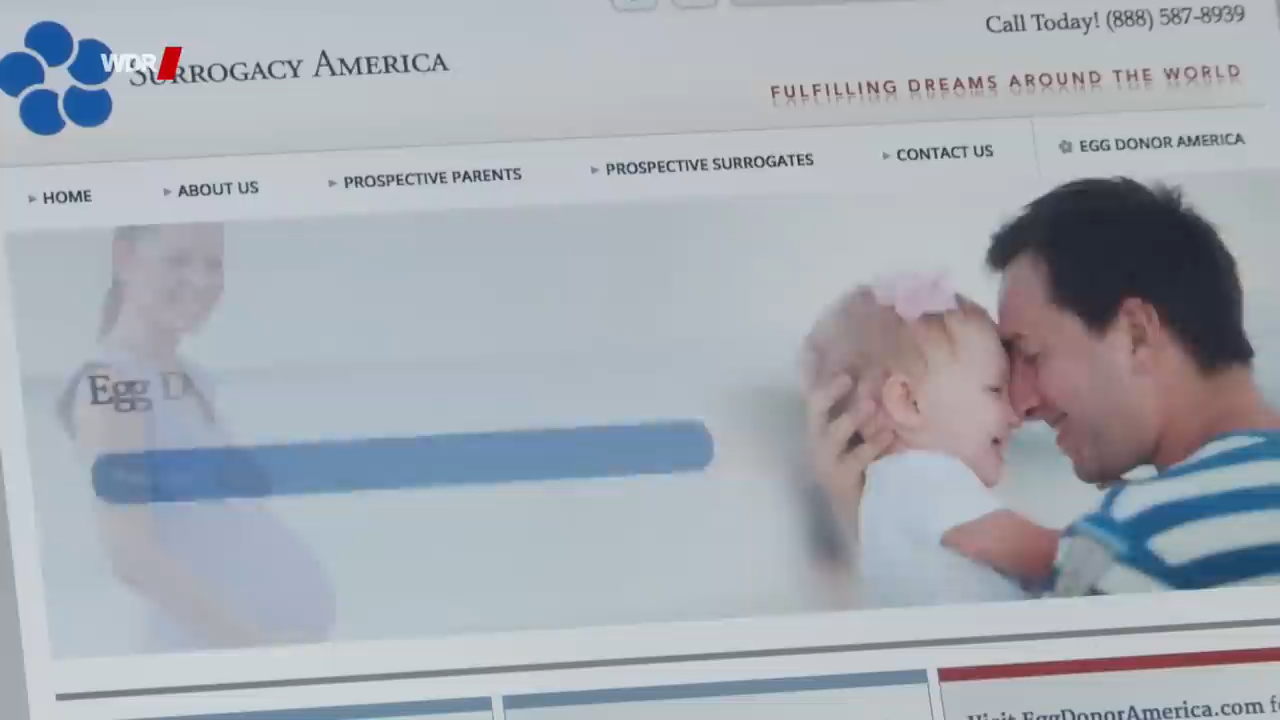 Call Today! (888) 587-8939
WDR
SURROGACY AMERICA
FULFILLING DREAMS AROUND THE WORLD
HOME
ABOUT US
PROSPECTIVE PARENTS
PROSPECTIVE SURROGATES
CONTACT US
EGG DONOR AMERICA
Egg D
Visit EggDonorAmerica.com